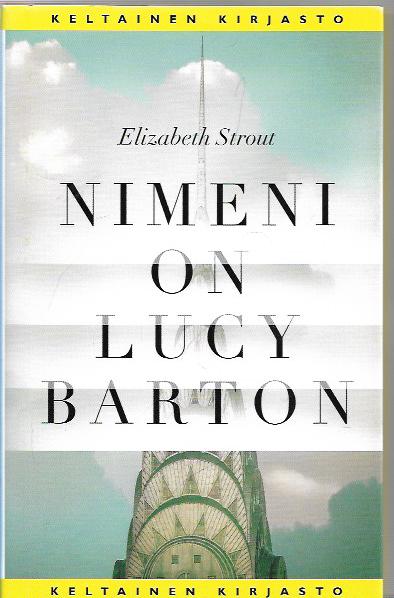 KELTAINEN KIRJASTO
Elizabeth Strout
NIMENI
ON
LUCY
BARTON
KELTAINEN KIRJASTO